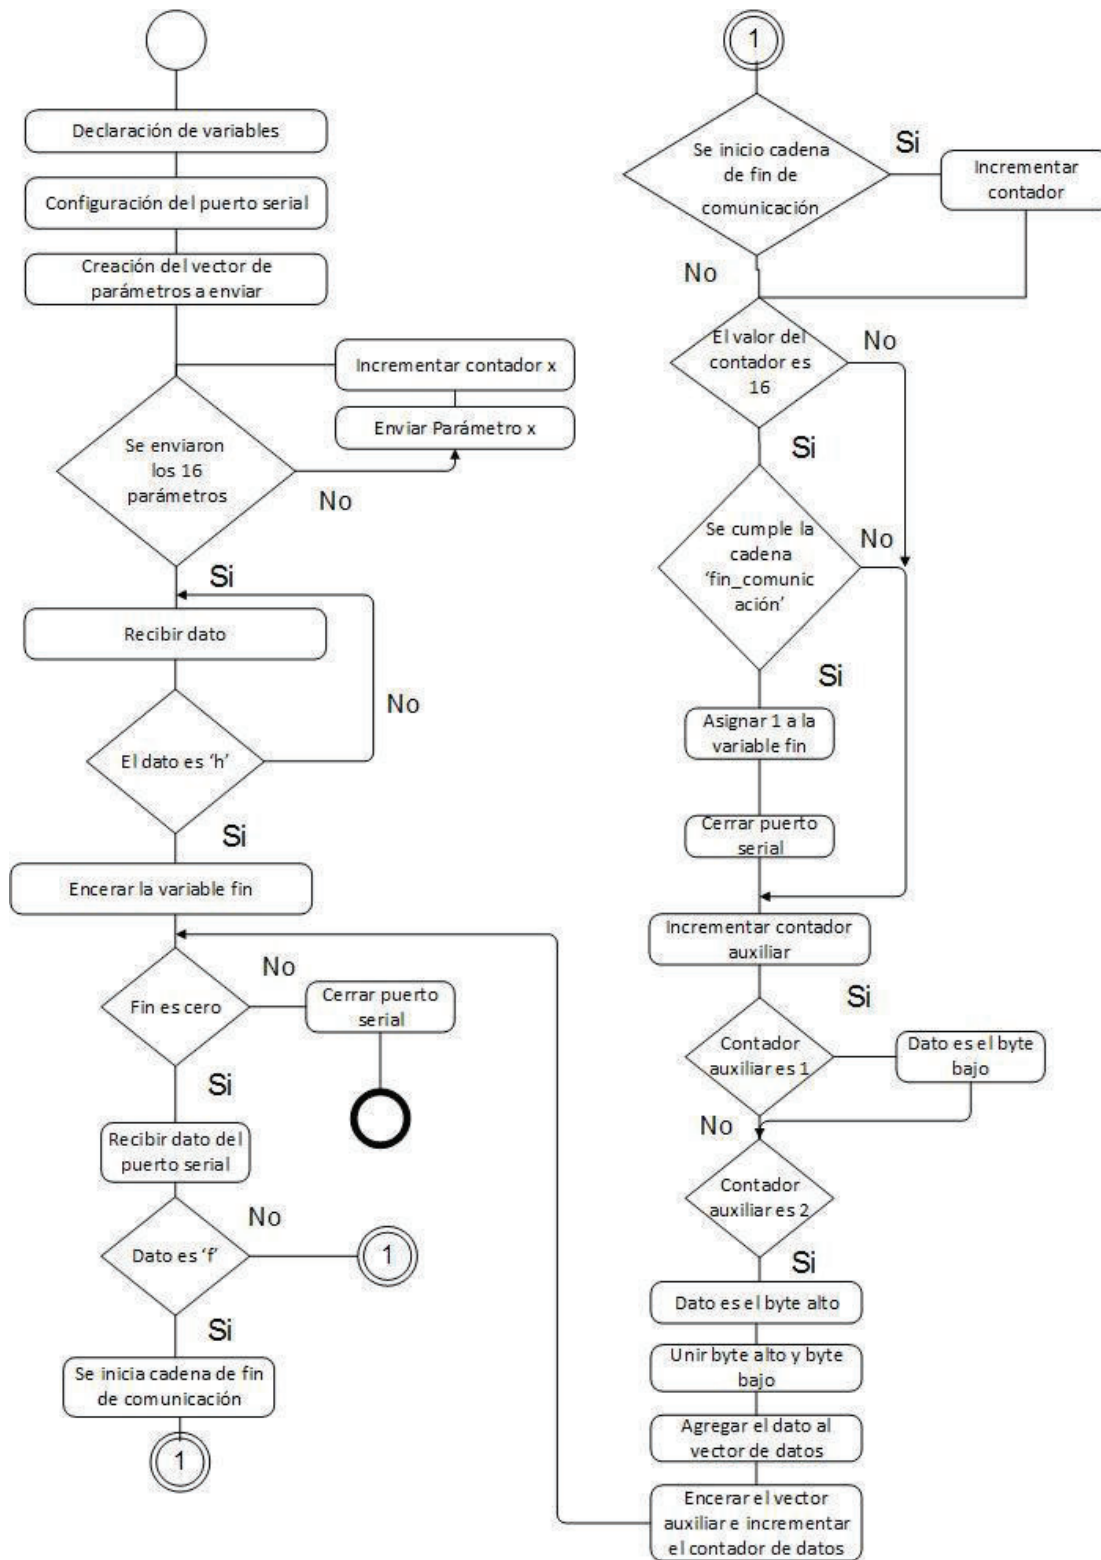 Declaración de variables
Configuración del puerto serial
Creación del vector de
parámetros a enviar
Incrementar contador x
Enviar Parámetro x
Se enviaron
los 16
parámetros
No
Si
Recibir dato
No
El dato es ‘h’
Si
Encerar la variable fin
No
Fin es cero
Cerrar puerto
serial
Si
Recibir dato del
puerto serial
No
Dato es ‘f’
1
Si
Se inicia cadena de fin
de comunicación
1
1
Se inicio cadena
de fin de
comunicación
Si
Incrementar
contador
No
El valor del
contador es
16
No
Si
Se cumple la
cadena
‘fin_comunic
ación’
No
Si
Asignar 1 a la
variable fin
Cerrar puerto
serial
Incrementar contador
auxiliar
Si
Contador
auxiliar es 1
Dato es el byte
bajo
No
Contador
auxiliar es 2
Si
Dato es el byte alto
Unir byte alto y byte
bajo
Agregar el dato al
vector de datos
Encerar el vector
auxiliar e incrementar
el contador de datos